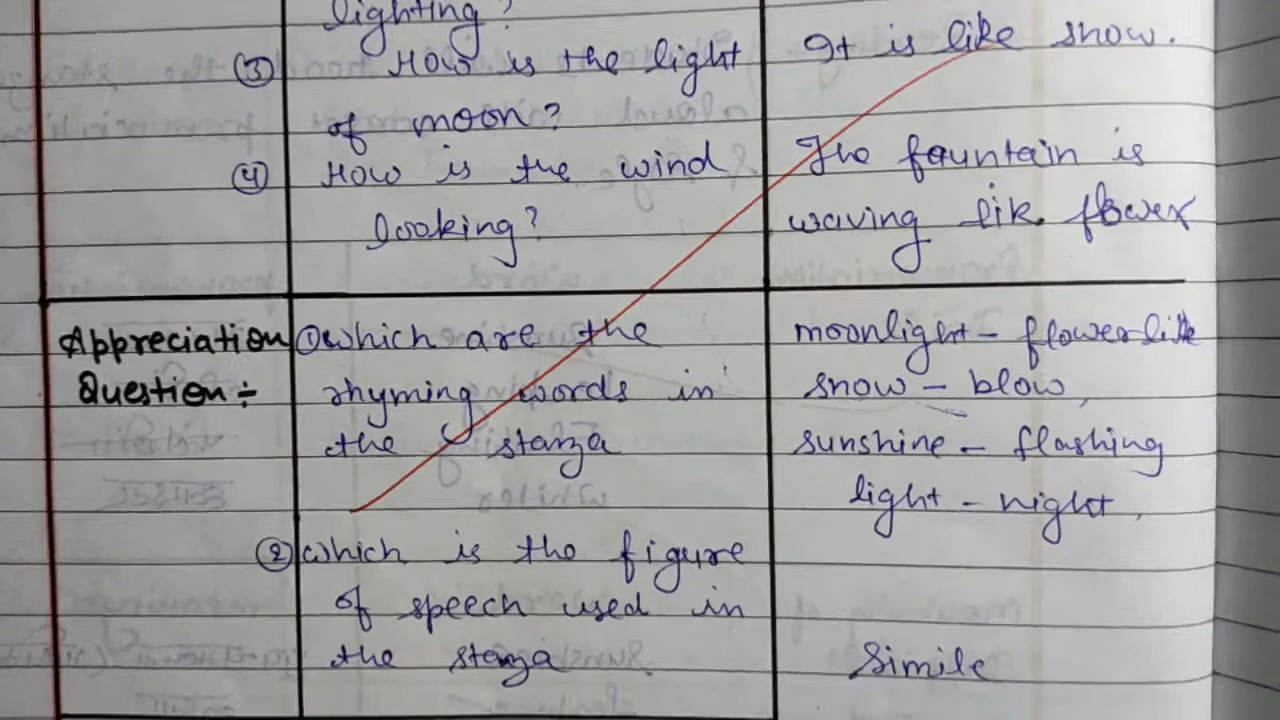 lighting?
③ How is the light It is like snow.
of moon?
④ How is the wind The fountain is
looking? waving lik flower
Appreciation ① which are the moonlight - flowerlike
Question ÷ rhyming words in snow - blow,
the stanza sunshine - flashing
light - night,
② which is the figure
of speech used in
the stanza Simile